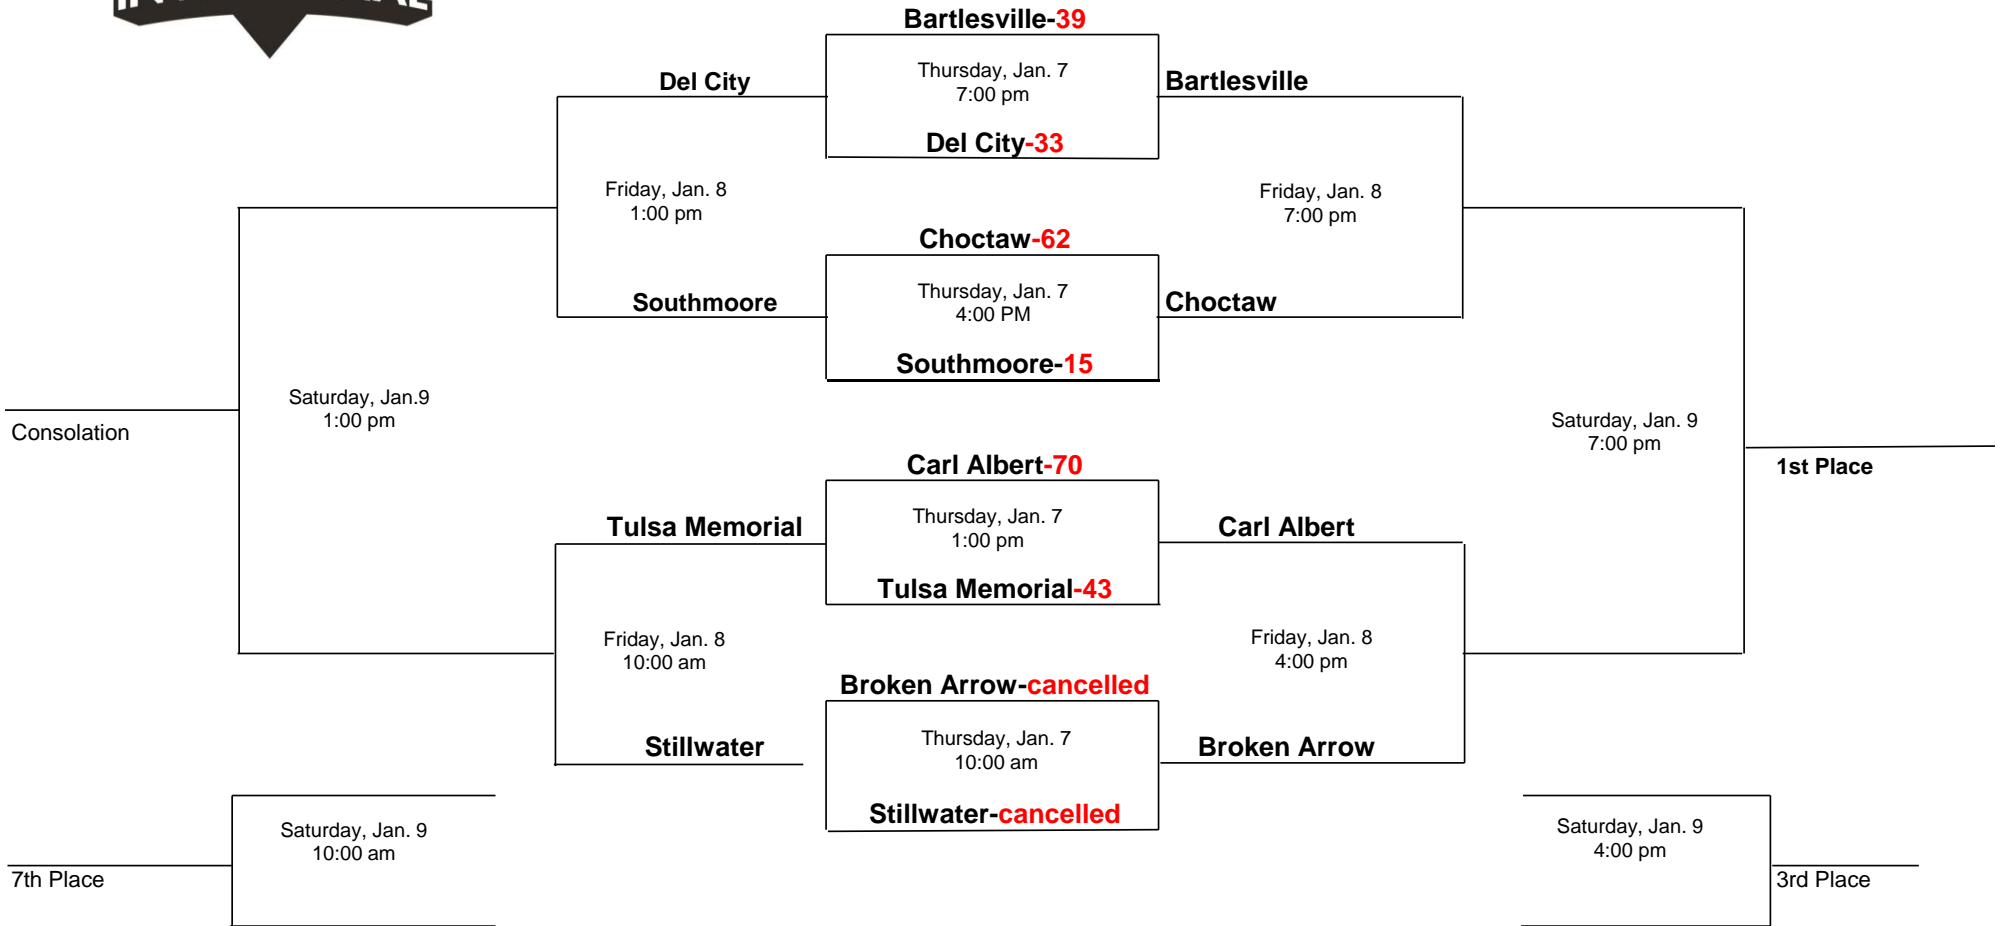 Bartlesville-39
Del City
Thursday, Jan. 7
7:00 pm
Bartlesville
Del City-33
Friday, Jan. 8
1:00 pm
Friday, Jan. 8
7:00 pm
Choctaw-62
Southmoore
Thursday, Jan. 7
4:00 PM
Choctaw
Southmoore-15
Saturday, Jan.9
1:00 pm
Consolation
Saturday, Jan. 9
7:00 pm
1st Place
Carl Albert-70
Tulsa Memorial
Thursday, Jan. 7
1:00 pm
Carl Albert
Tulsa Memorial-43
Friday, Jan. 8
10:00 am
Friday, Jan. 8
4:00 pm
Broken Arrow-cancelled
Stillwater
Thursday, Jan. 7
10:00 am
Broken Arrow
Stillwater-cancelled
Saturday, Jan. 9
10:00 am
7th Place
Saturday, Jan. 9
4:00 pm
3rd Place